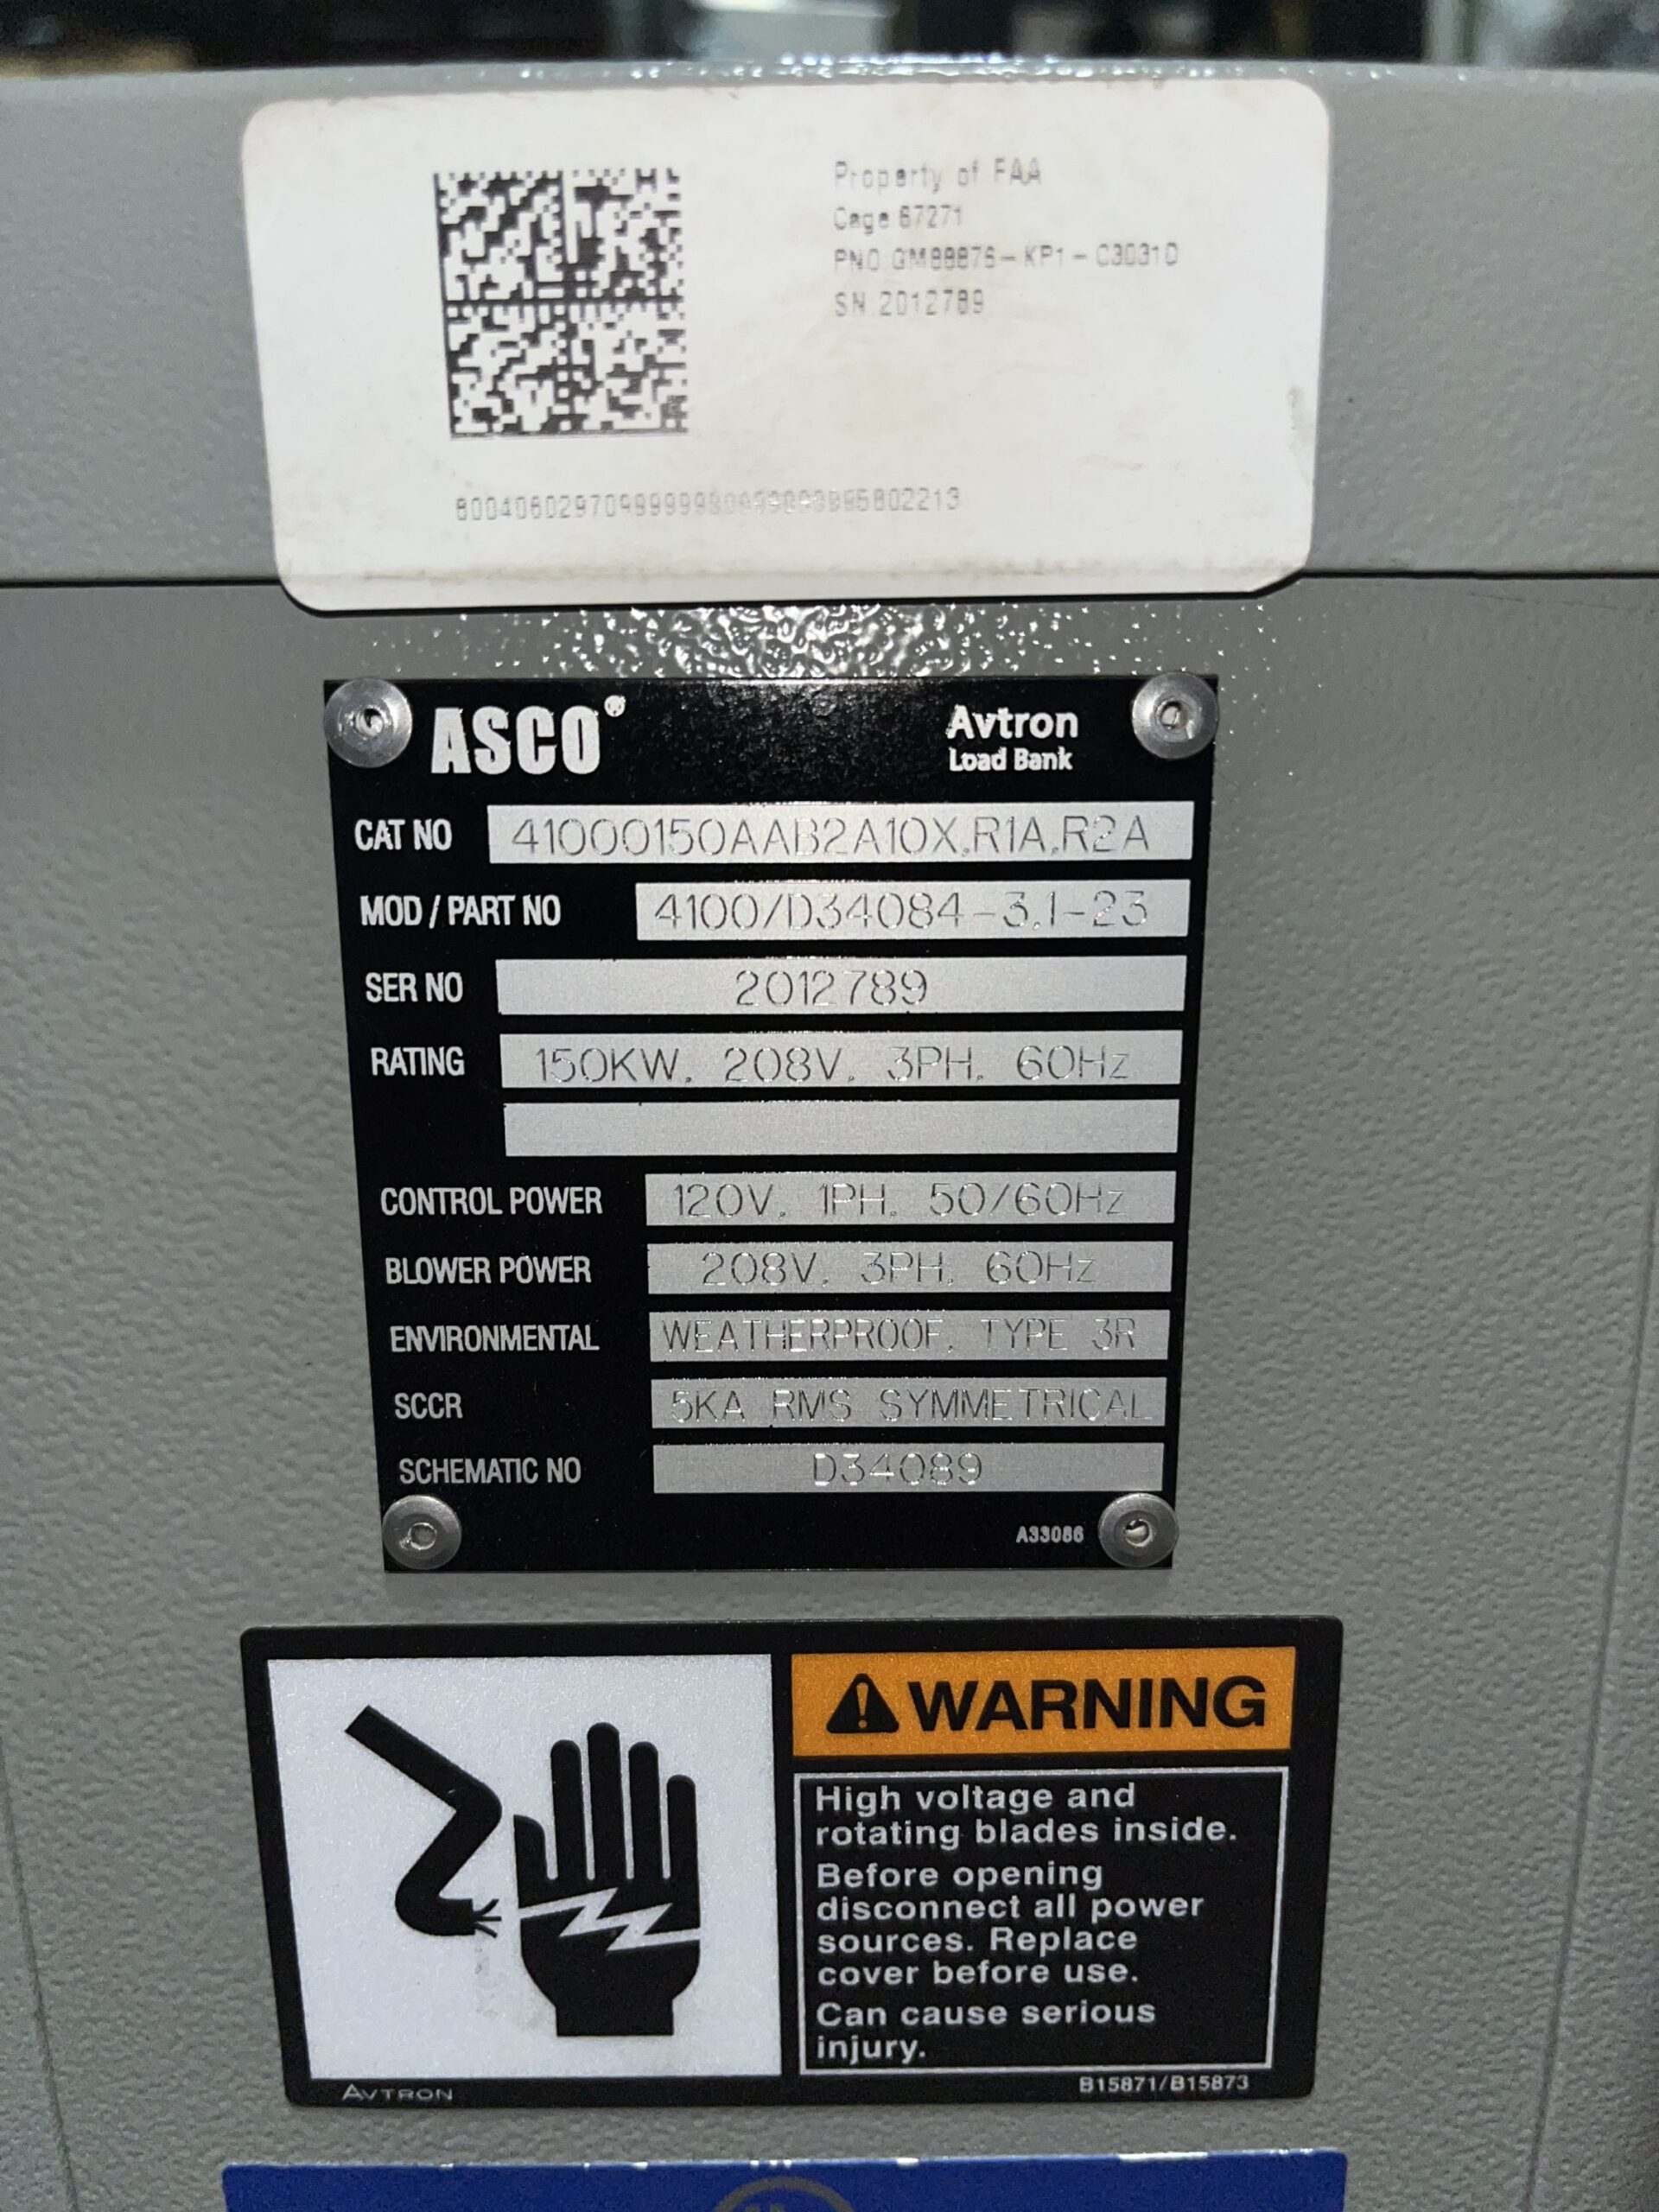 Property of FAA
Cage 67271
SN 2012789
ASCO®
Avtron
Load Bank
CAT NO 41000150AAB2A10X,R1A,R2A
MOD / PART NO 4100/D34084-3.1-23
SER NO 2012789
RATING 150KW, 208V, 3PH, 60Hz
CONTROL POWER 120V, 1PH, 50/60Hz
BLOWER POWER 208V, 3PH, 60Hz
ENVIRONMENTAL WEATHERPROOF, TYPE 3R
SCCR 5KA RMS SYMMETRICAL
SCHEMATIC NO D34089
A33086
WARNING
High voltage and
rotating blades inside.
Before opening
disconnect all power
sources. Replace
cover before use.
Can cause serious
injury.
AVTRON
B15871/B15873